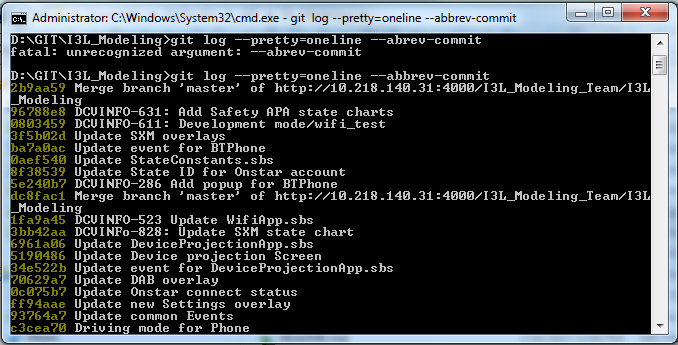 Administrator: C:\Windows\System32\cmd.exe - git  log --pretty=oneline --abbrev-commit
D:\GIT\I3L_Modeling>git log --pretty=oneline --abrev-commit
fatal: unrecognized argument: --abrev-commit
D:\GIT\I3L_Modeling>git log --pretty=oneline --abbrev-commit
2b9aa59 Merge branch 'master' of http://10.218.140.31:4000/I3L_Modeling_Team/I3L
_Modeling
96788e8 DCVINFO-631: Add Safety APA state charts
0803459 DCVINFO-611: Development mode/wifi_test
3f5b02d Update SXM overlays
ba7a0ac Update event for BTPhone
0aef540 Update StateConstants.sbs
8f38539 Update State ID for Onstar account
5e240b7 DCVINFO-286 Add popup for BTPhone
dc8fac1 Merge branch 'master' of http://10.218.140.31:4000/I3L_Modeling_Team/I3L
_Modeling
1fa9a45 DCVINFO-523 Update WifiApp.sbs
3bb42aa DCVINFO-828: Update SXM state chart
6961a06 Update DeviceProjectionApp.sbs
5190486 Update Device projection Screen
34e522b Update event for DeviceProjectionApp.sbs
70629a7 Update DAB overlay
0c075b7 Update Onstar connect status
ff94aae Update new Settings overlay
93764a7 Update common Events
c3cea70 Driving mode for Phone